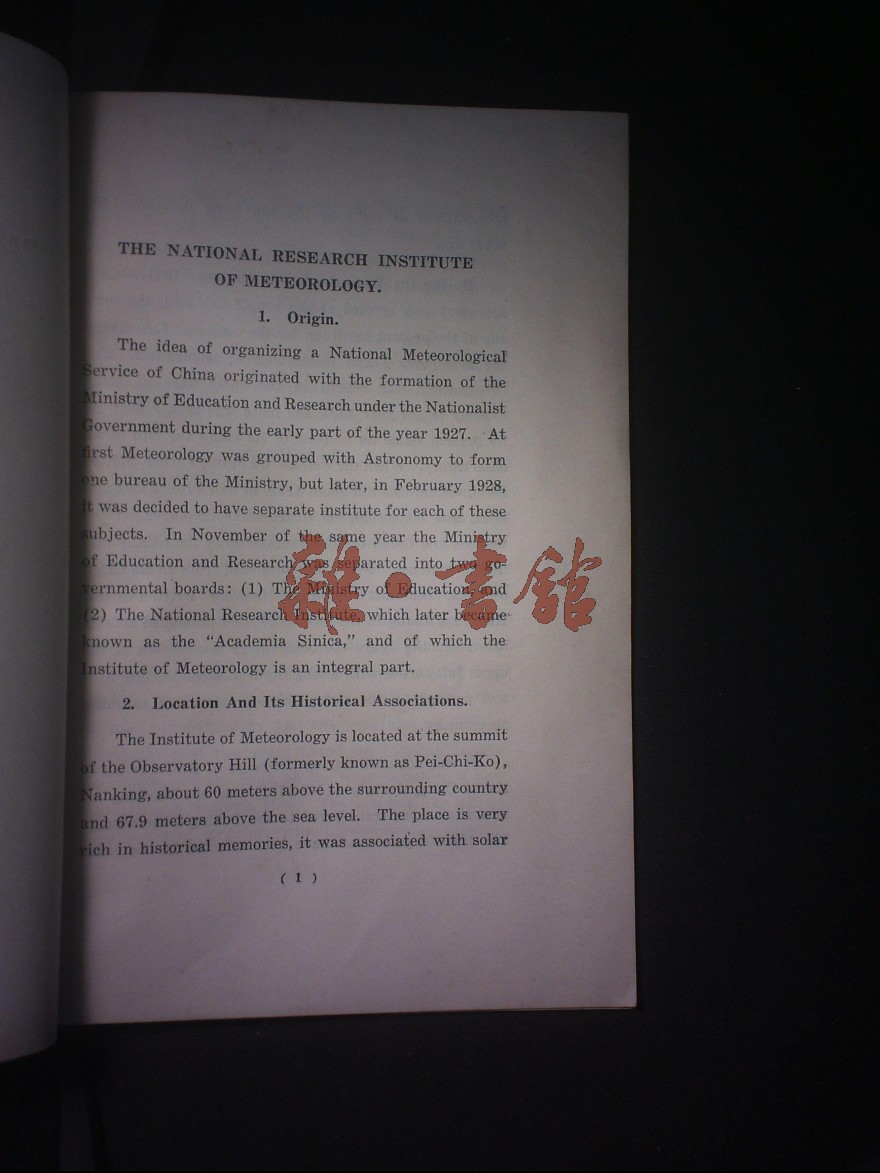 THE NATIONAL RESEARCH INSTITUTE
OF METEOROLOGY.
1. Origin.
The idea of organizing a National Meteorological
Service of China originated with the formation of the
Ministry of Education and Research under the Nationalist
Government during the early part of the year 1927. At
first Meteorology was grouped with Astronomy to form
one bureau of the Ministry, but later, in February 1928,
it was decided to have separate institute for each of these
subjects. In November of the same year the Ministry
of Education and Research was separated into two go-
vernmental boards: (1) The Ministry of Education, and
(2) The National Research Institute, which later became
known as the "Academia Sinica," and of which the
Institute of Meteorology is an integral part.
2. Location And Its Historical Associations.
The Institute of Meteorology is located at the summit
of the Observatory Hill (formerly known as Pei-Chi-Ko),
Nanking, about 60 meters above the surrounding country
and 67.9 meters above the sea level. The place is very
rich in historical memories, it was associated with solar
( 1 )
雜·書館